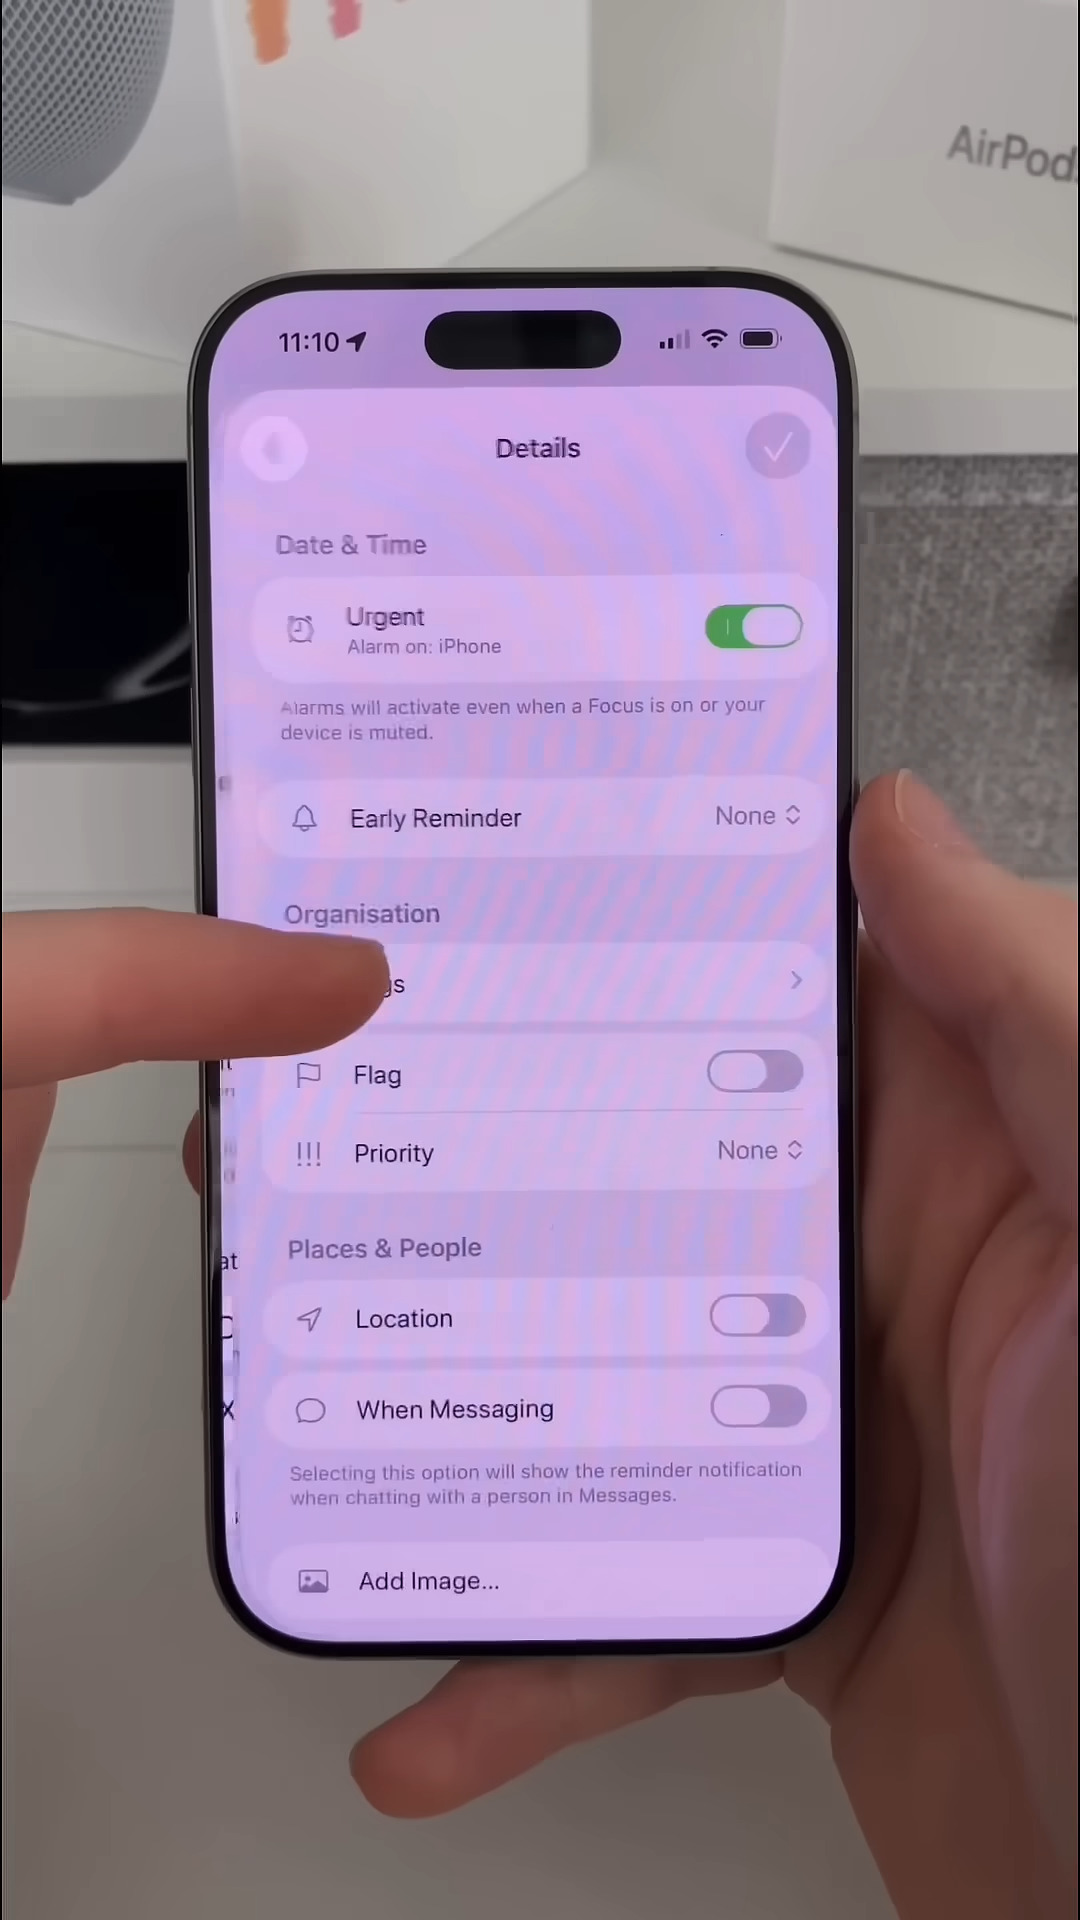 AirPod
11:10
Details
Date & Time
Urgent
Alarm on: iPhone
Alarms will activate even when a Focus is on or your
device is muted.
Early Reminder
None
Organisation
Flag
!!! Priority
None
Places & People
Location
When Messaging
Selecting this option will show the reminder notification
when chatting with a person in Messages.
Add Image...